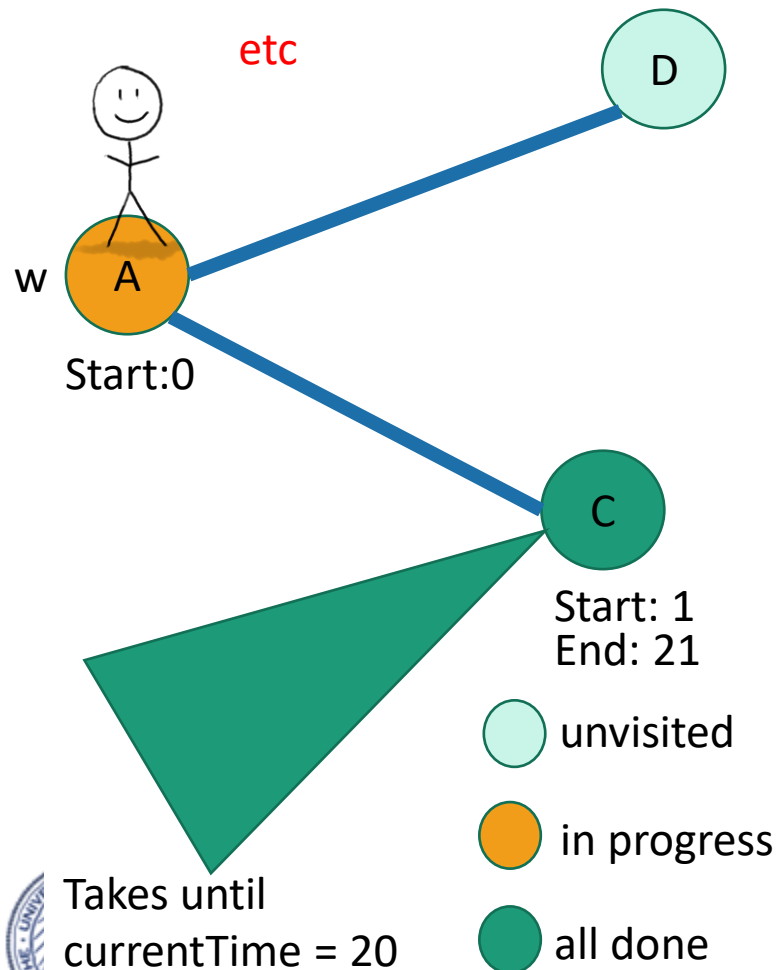 etc
D
w
A
Start:0
C
Start: 1
End: 21
unvisited
in progress
Takes until
currentTime = 20
all done